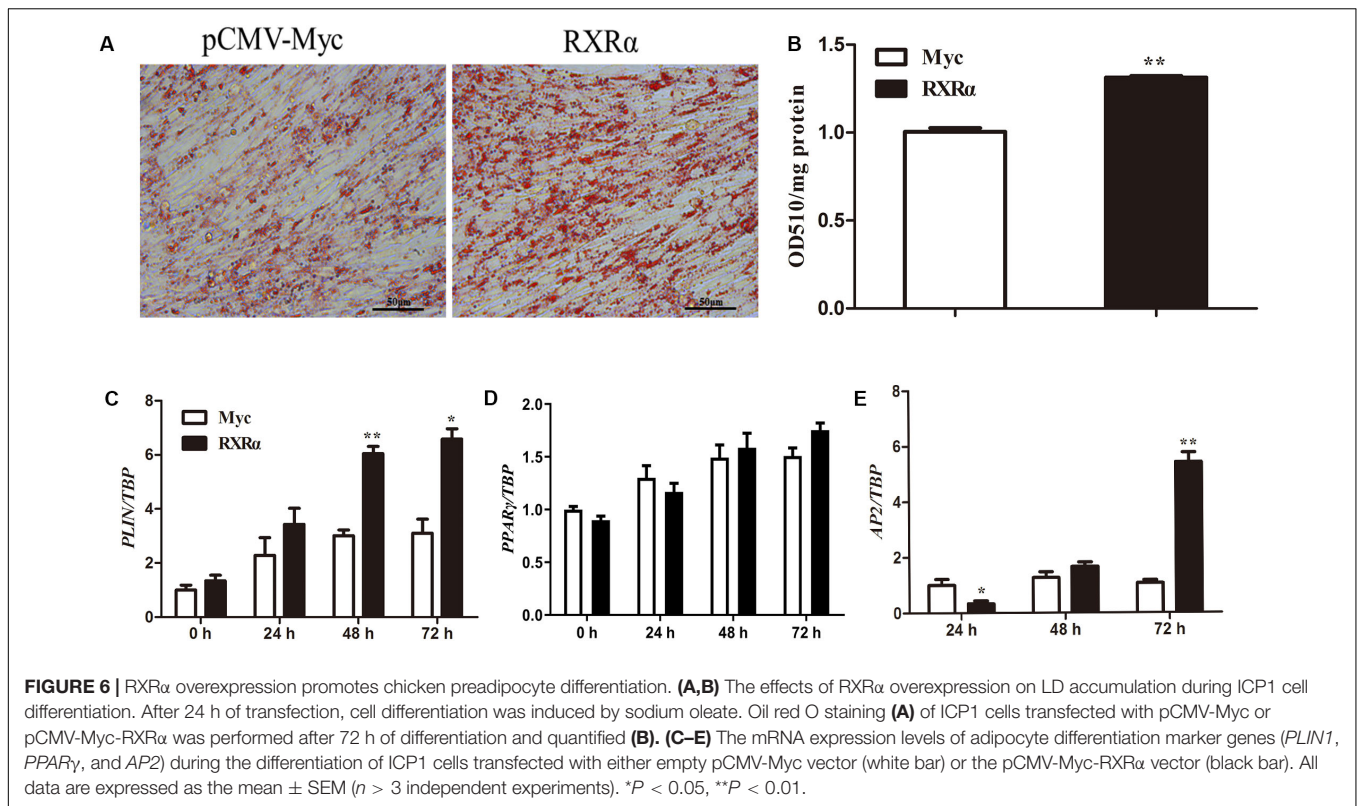 A
pCMV-Myc
RXRα
50μm
50μm
B
Myc
RXRα
OD510/mg protein
1.5
1.0
0.5
0.0
**
C
Myc
RXRα
PLIN/TBP
8
6
4
2
0
**
*
0 h 24 h 48 h 72 h
D
PPARγ/TBP
2.0
1.5
1.0
0.5
0.0
0 h 24 h 48 h 72 h
E
AP2/TBP
8
6
4
2
0
*
**
24 h 48 h 72 h
FIGURE 6 | RXRα overexpression promotes chicken preadipocyte differentiation. (A,B) The effects of RXRα overexpression on LD accumulation during ICP1 cell
differentiation. After 24 h of transfection, cell differentiation was induced by sodium oleate. Oil red O staining (A) of ICP1 cells transfected with pCMV-Myc or
pCMV-Myc-RXRα was performed after 72 h of differentiation and quantified (B). (C–E) The mRNA expression levels of adipocyte differentiation marker genes (PLIN1,
PPARγ, and AP2) during the differentiation of ICP1 cells transfected with either empty pCMV-Myc vector (white bar) or the pCMV-Myc-RXRα vector (black bar). All
data are expressed as the mean ± SEM (n > 3 independent experiments). *P < 0.05, **P < 0.01.